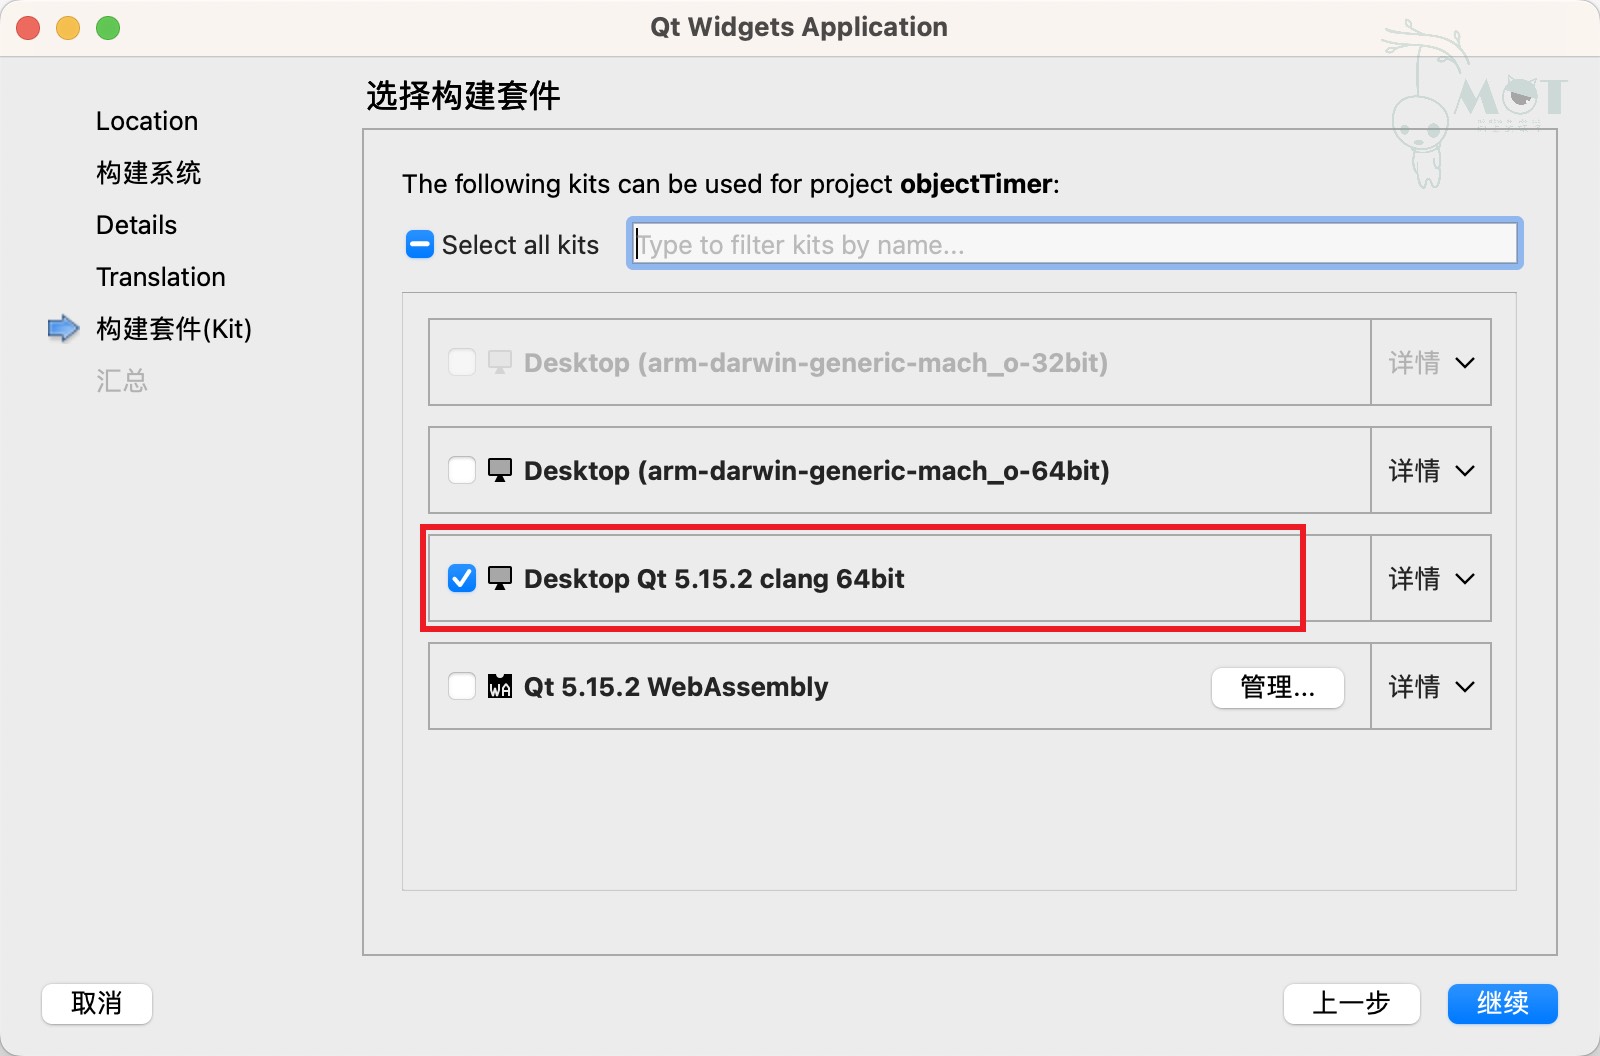 Qt Widgets Application
MOT
选择构建套件
Location
构建系统
Details
Translation
构建套件(Kit)
汇总
The following kits can be used for project objectTimer:
Select all kits
Type to filter kits by name...
Desktop (arm-darwin-generic-mach_o-32bit)
详情
Desktop (arm-darwin-generic-mach_o-64bit)
详情
Desktop Qt 5.15.2 clang 64bit
详情
WA
Qt 5.15.2 WebAssembly
管理...
详情
取消
上一步
继续